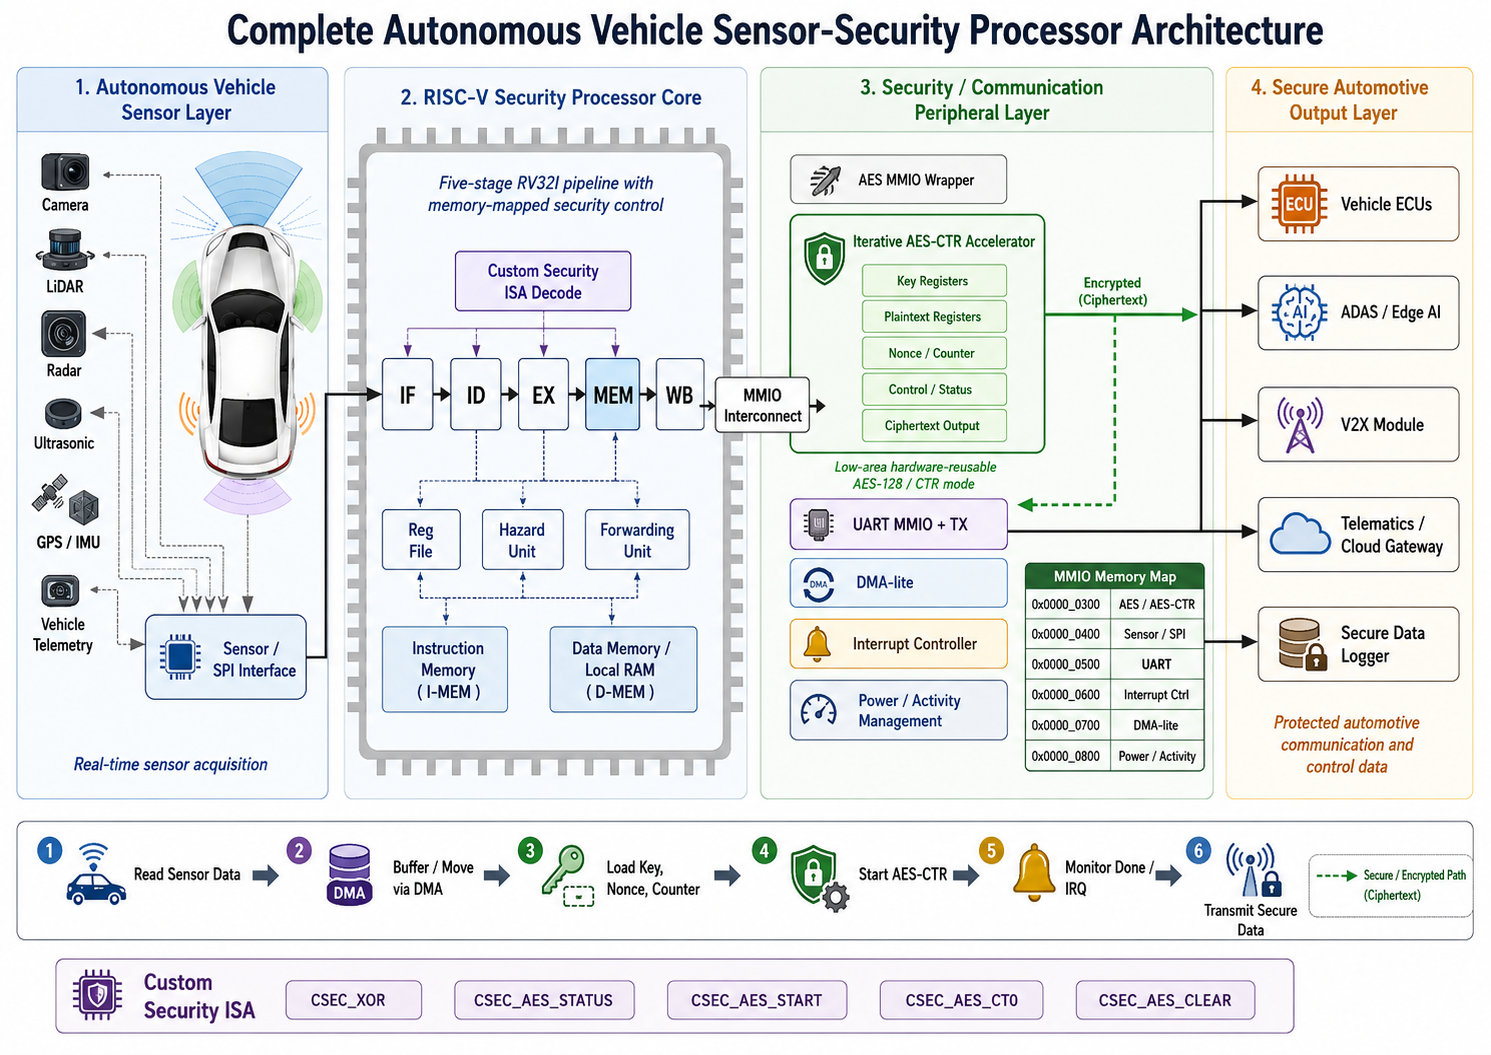 Complete Autonomous Vehicle Sensor-Security Processor Architecture
1. Autonomous Vehicle
Sensor Layer
Camera
LiDAR
Radar
Ultrasonic
GPS / IMU
Vehicle
Telemetry
Sensor /
SPI Interface
Real-time sensor acquisition
2. RISC-V Security Processor Core
Five-stage RV32I pipeline with
memory-mapped security control
Custom Security
ISA Decode
IF
ID
EX
MEM
WB
MMIO
Interconnect
Reg
File
Hazard
Unit
Forwarding
Unit
Instruction
Memory
( I-MEM )
Data Memory /
Local RAM
( D-MEM )
3. Security / Communication
Peripheral Layer
AES MMIO Wrapper
Iterative AES-CTR Accelerator
Key Registers
Plaintext Registers
Nonce / Counter
Control / Status
Ciphertext Output
Low-area hardware-reusable
AES-128 / CTR mode
Encrypted
(Ciphertext)
UART MMIO + TX
DMA
DMA-lite
Interrupt Controller
Power / Activity
Management
MMIO Memory Map
0x0000_0300 AES / AES-CTR
0x0000_0400 Sensor / SPI
0x0000_0500 UART
0x0000_0600 Interrupt Ctrl
0x0000_0700 DMA-lite
0x0000_0800 Power / Activity
4. Secure Automotive
Output Layer
ECU
Vehicle ECUs
AI
ADAS / Edge AI
V2X Module
Telematics /
Cloud Gateway
Secure Data
Logger
Protected automotive
communication and
control data
1
Read Sensor Data
2
DMA
Buffer / Move
via DMA
3
Load Key,
Nonce, Counter
4
Start AES-CTR
5
Monitor Done /
IRQ
6
Transmit Secure
Data
Secure / Encrypted Path
(Ciphertext)
Custom
Security ISA
CSEC_XOR
CSEC_AES_STATUS
CSEC_AES_START
CSEC_AES_CT0
CSEC_AES_CLEAR